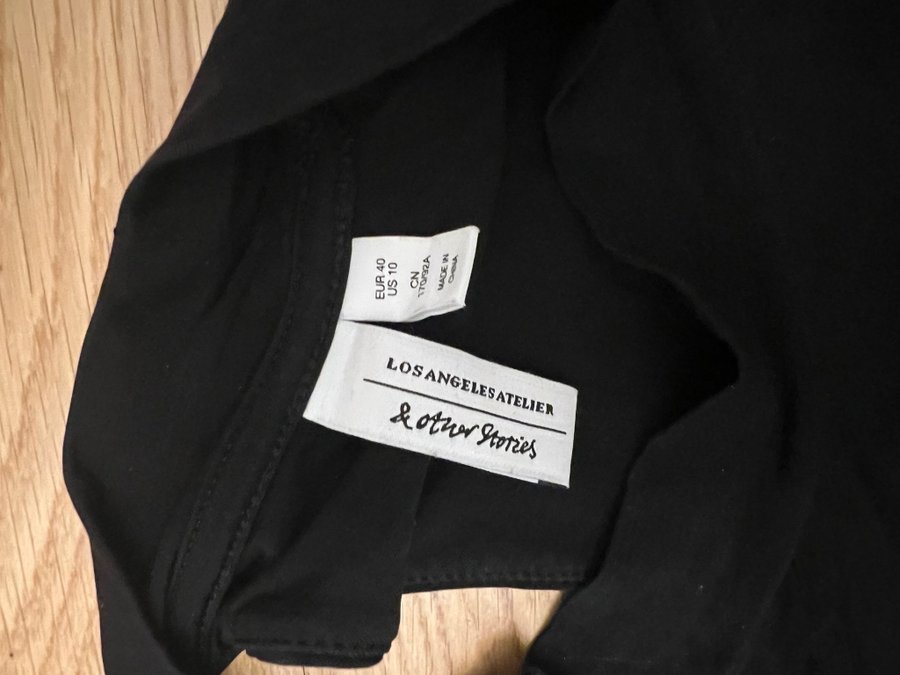 EUR 40
US 10
CN
170/92A
MADE IN
CHINA
LOS ANGELES ATELIER
& other Stories